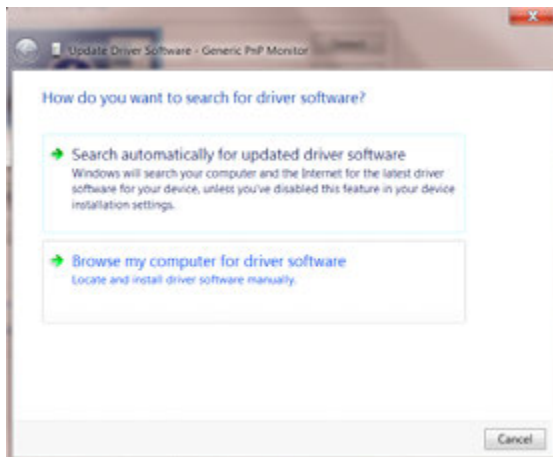 Update Driver Software - Generic PnP Monitor
How do you want to search for driver software?
Search automatically for updated driver software
Windows will search your computer and the Internet for the latest driver
software for your device, unless you've disabled this feature in your device
installation settings.
Browse my computer for driver software
Locate and install driver software manually.
Cancel